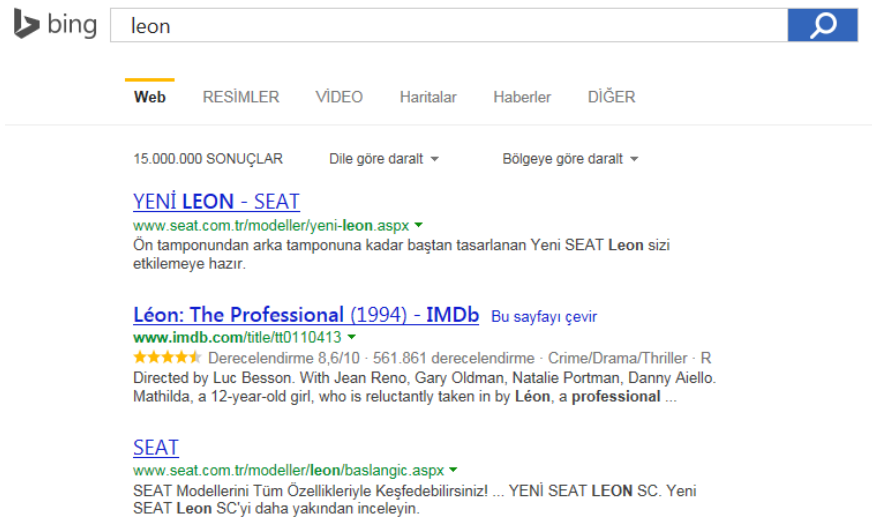 bing leon
Web RESİMLER VİDEO Haritalar Haberler DİĞER
15.000.000 SONUÇLAR Dile göre daralt Bölgeye göre daralt
YENİ LEON - SEAT
www.seat.com.tr/modeller/yeni-leon.aspx
Ön tamponundan arka tamponuna kadar baştan tasarlanan Yeni SEAT Leon sizi
etkilemeye hazır.
Léon: The Professional (1994) - IMDb Bu sayfayı çevir
www.imdb.com/title/tt0110413
Derecelendirme 8,6/10 · 561.861 derecelendirme · Crime/Drama/Thriller · R
Directed by Luc Besson. With Jean Reno, Gary Oldman, Natalie Portman, Danny Aiello.
Mathilda, a 12-year-old girl, who is reluctantly taken in by Léon, a professional ...
SEAT
www.seat.com.tr/modeller/leon/baslangic.aspx
SEAT Modellerini Tüm Özellikleriyle Keşfedebilirsiniz! ... YENİ SEAT LEON SC. Yeni
SEAT Leon SC'yi daha yakından inceleyin.